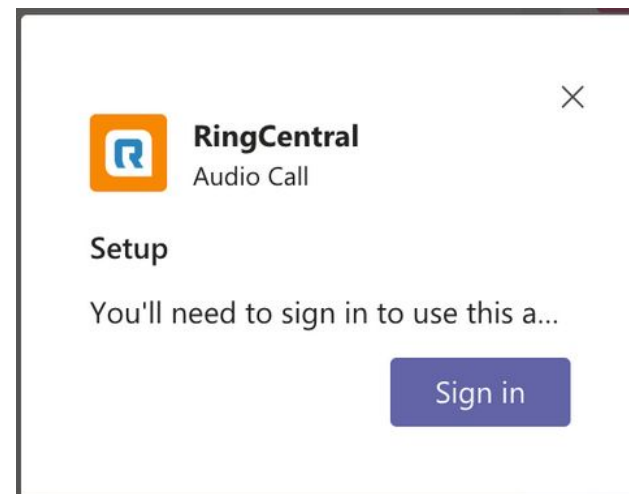 RingCentral
Audio Call
Setup
You'll need to sign in to use this a...
Sign in